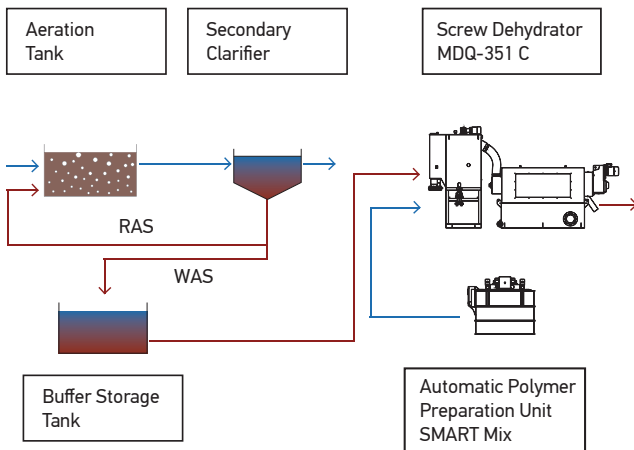 Aeration
Tank
Secondary
Clarifier
Screw Dehydrator
MDQ-351 C
RAS
WAS
Buffer Storage
Tank
Automatic Polymer
Preparation Unit
SMART Mix